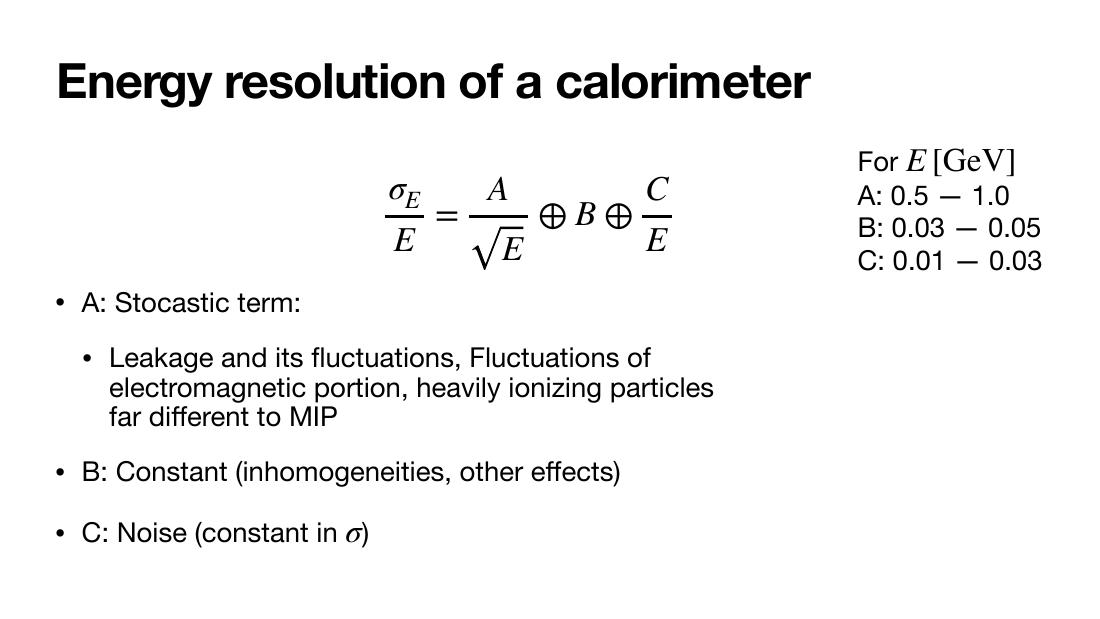 Energy resolution of a calorimeter
For E [GeV]
A: 0.5 — 1.0
B: 0.03 — 0.05
C: 0.01 — 0.03
σ_E/E = A/√E ⊕ B ⊕ C/E
• A: Stocastic term:
• Leakage and its fluctuations, Fluctuations of
electromagnetic portion, heavily ionizing particles
far different to MIP
• B: Constant (inhomogeneities, other effects)
• C: Noise (constant in σ)